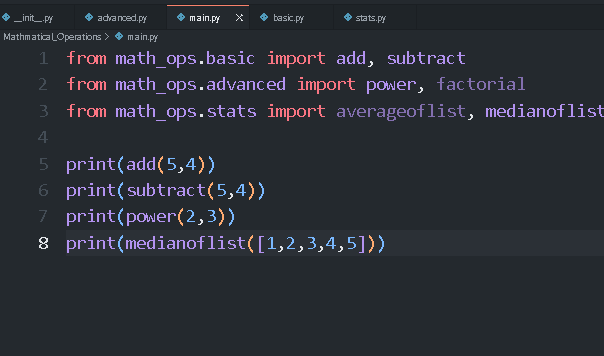 __init__.py advanced.py main.py basic.py stats.py
Mathmatical_Operations > main.py
1 from math_ops.basic import add, subtract
2 from math_ops.advanced import power, factorial
3 from math_ops.stats import averageoflist, medianoflist
4
5 print(add(5,4))
6 print(subtract(5,4))
7 print(power(2,3))
8 print(medianoflist([1,2,3,4,5]))